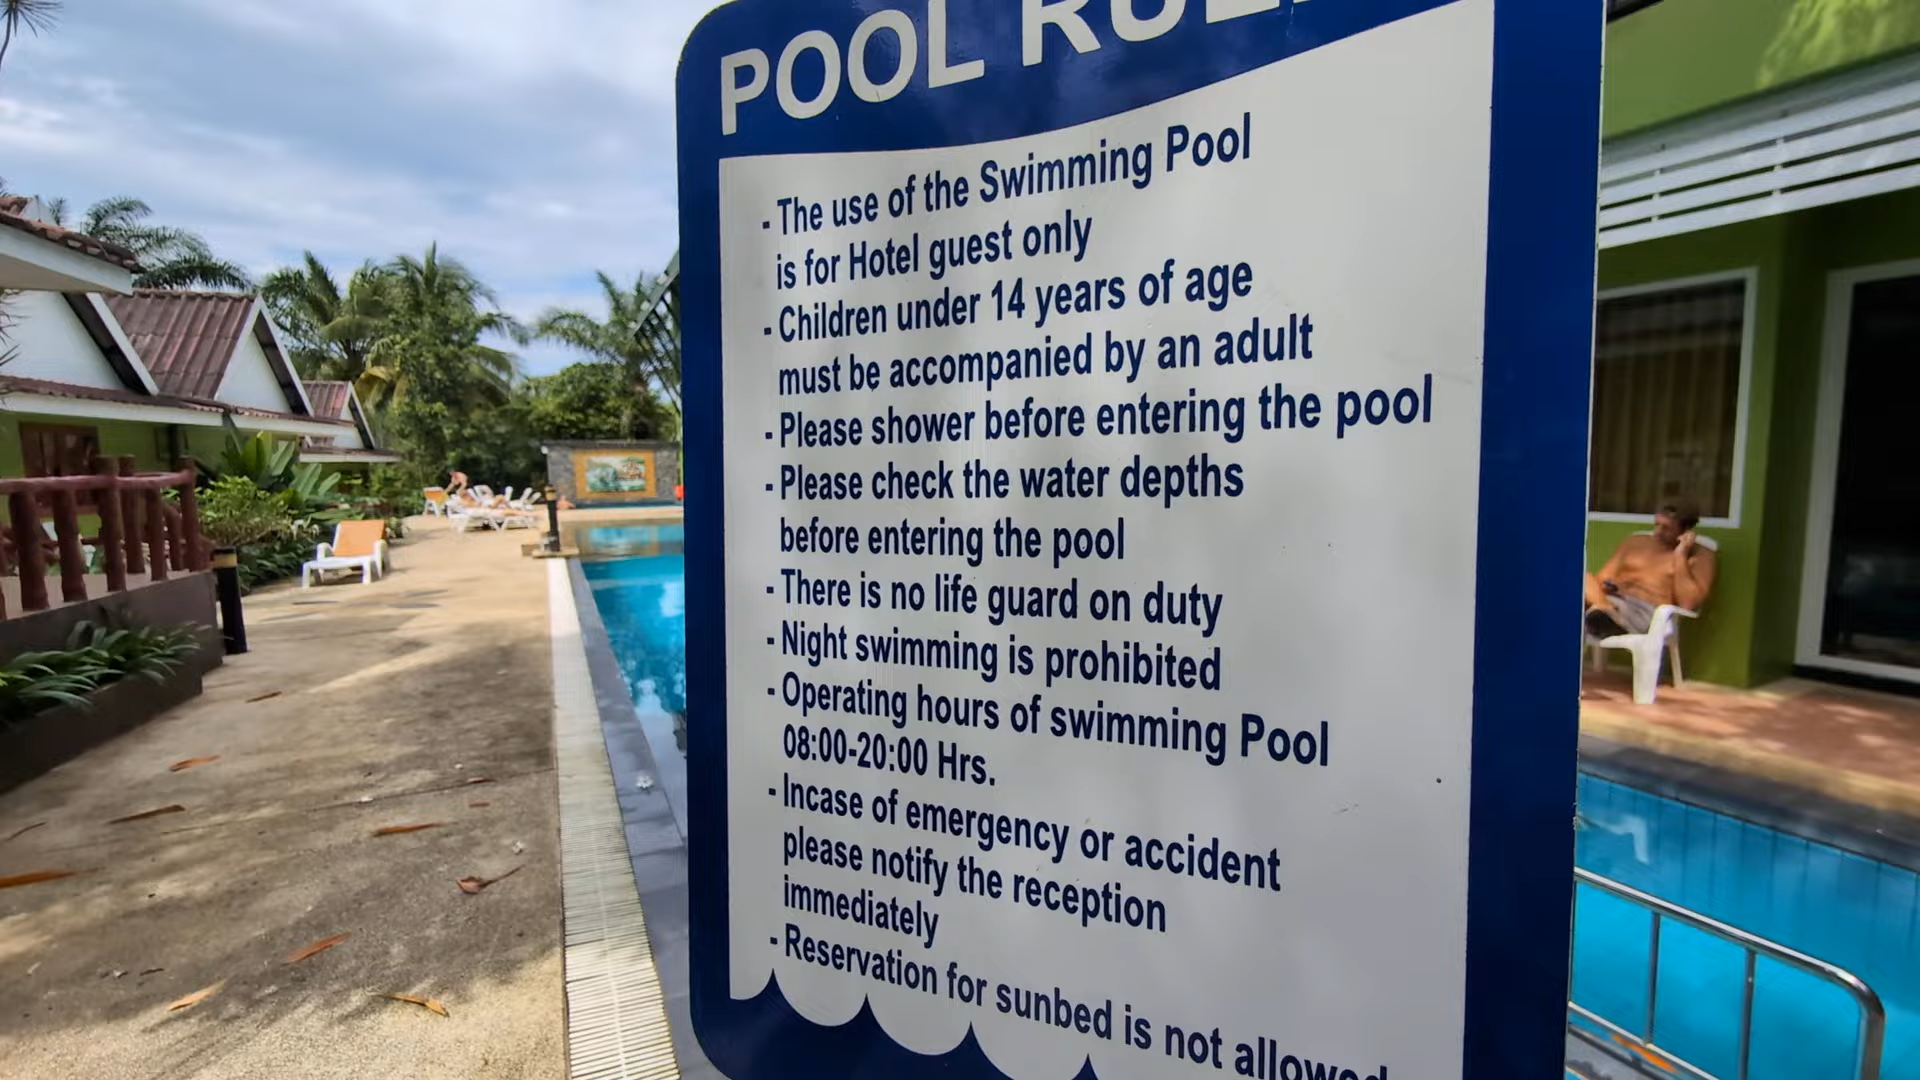 POOL
- The use of the Swimming Pool
is for Hotel guest only
- Children under 14 years of age
must be accompanied by an adult
- Please shower before entering the pool
- Please check the water depths
before entering the pool
- There is no life guard on duty
- Night swimming is prohibited
- Operating hours of swimming Pool
08:00-20:00 Hrs.
- Incase of emergency or accident
please notify the reception
immediately
- Reservation for sunbed is not allowed